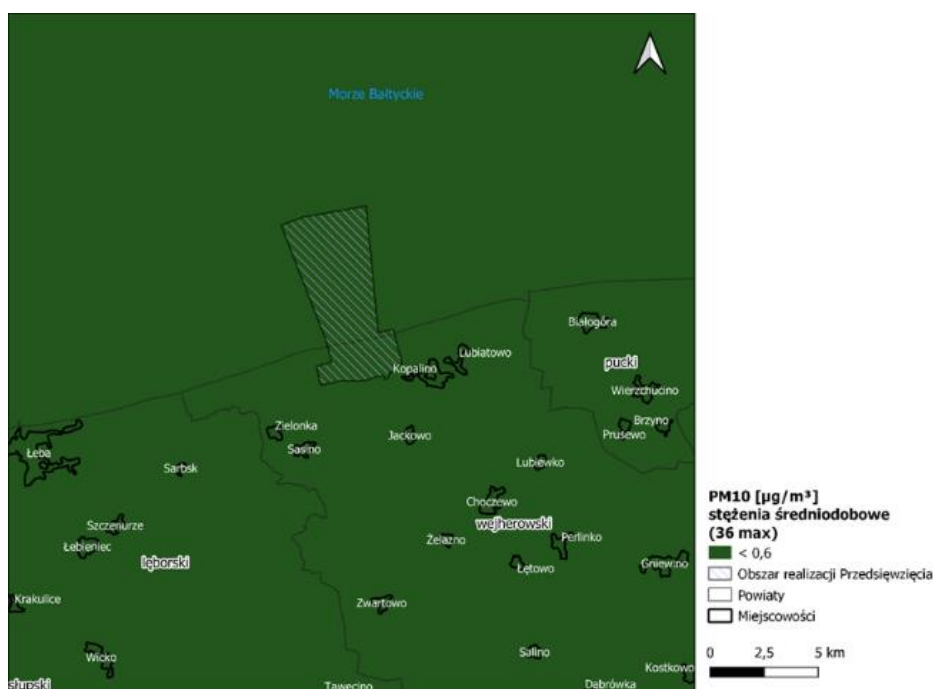 Morze Bałtyckie
Białogóra
Lubiatowo
Kopalino
pucki
Wierzchucino
Zielonka
Brzyno
Jackowo
Prusewo
Sasino
Łeba
Sarbsk
Lubiewko
Choczewo
Szczenurze
wejherowski
Żelazno
Perlinko
Łebieniec
lęborski
Łętowo
Gniewino
Krakulice
Zwartowo
Wicko
Salino
Kostkowo
słupski
Tawęcino
Dąbrówka
PM10 [µg/m³]
stężenia średniodobowe
(36 max)
< 0,6
Obszar realizacji Przedsięwzięcia
Powiaty
Miejscowości
0 2,5 5 km